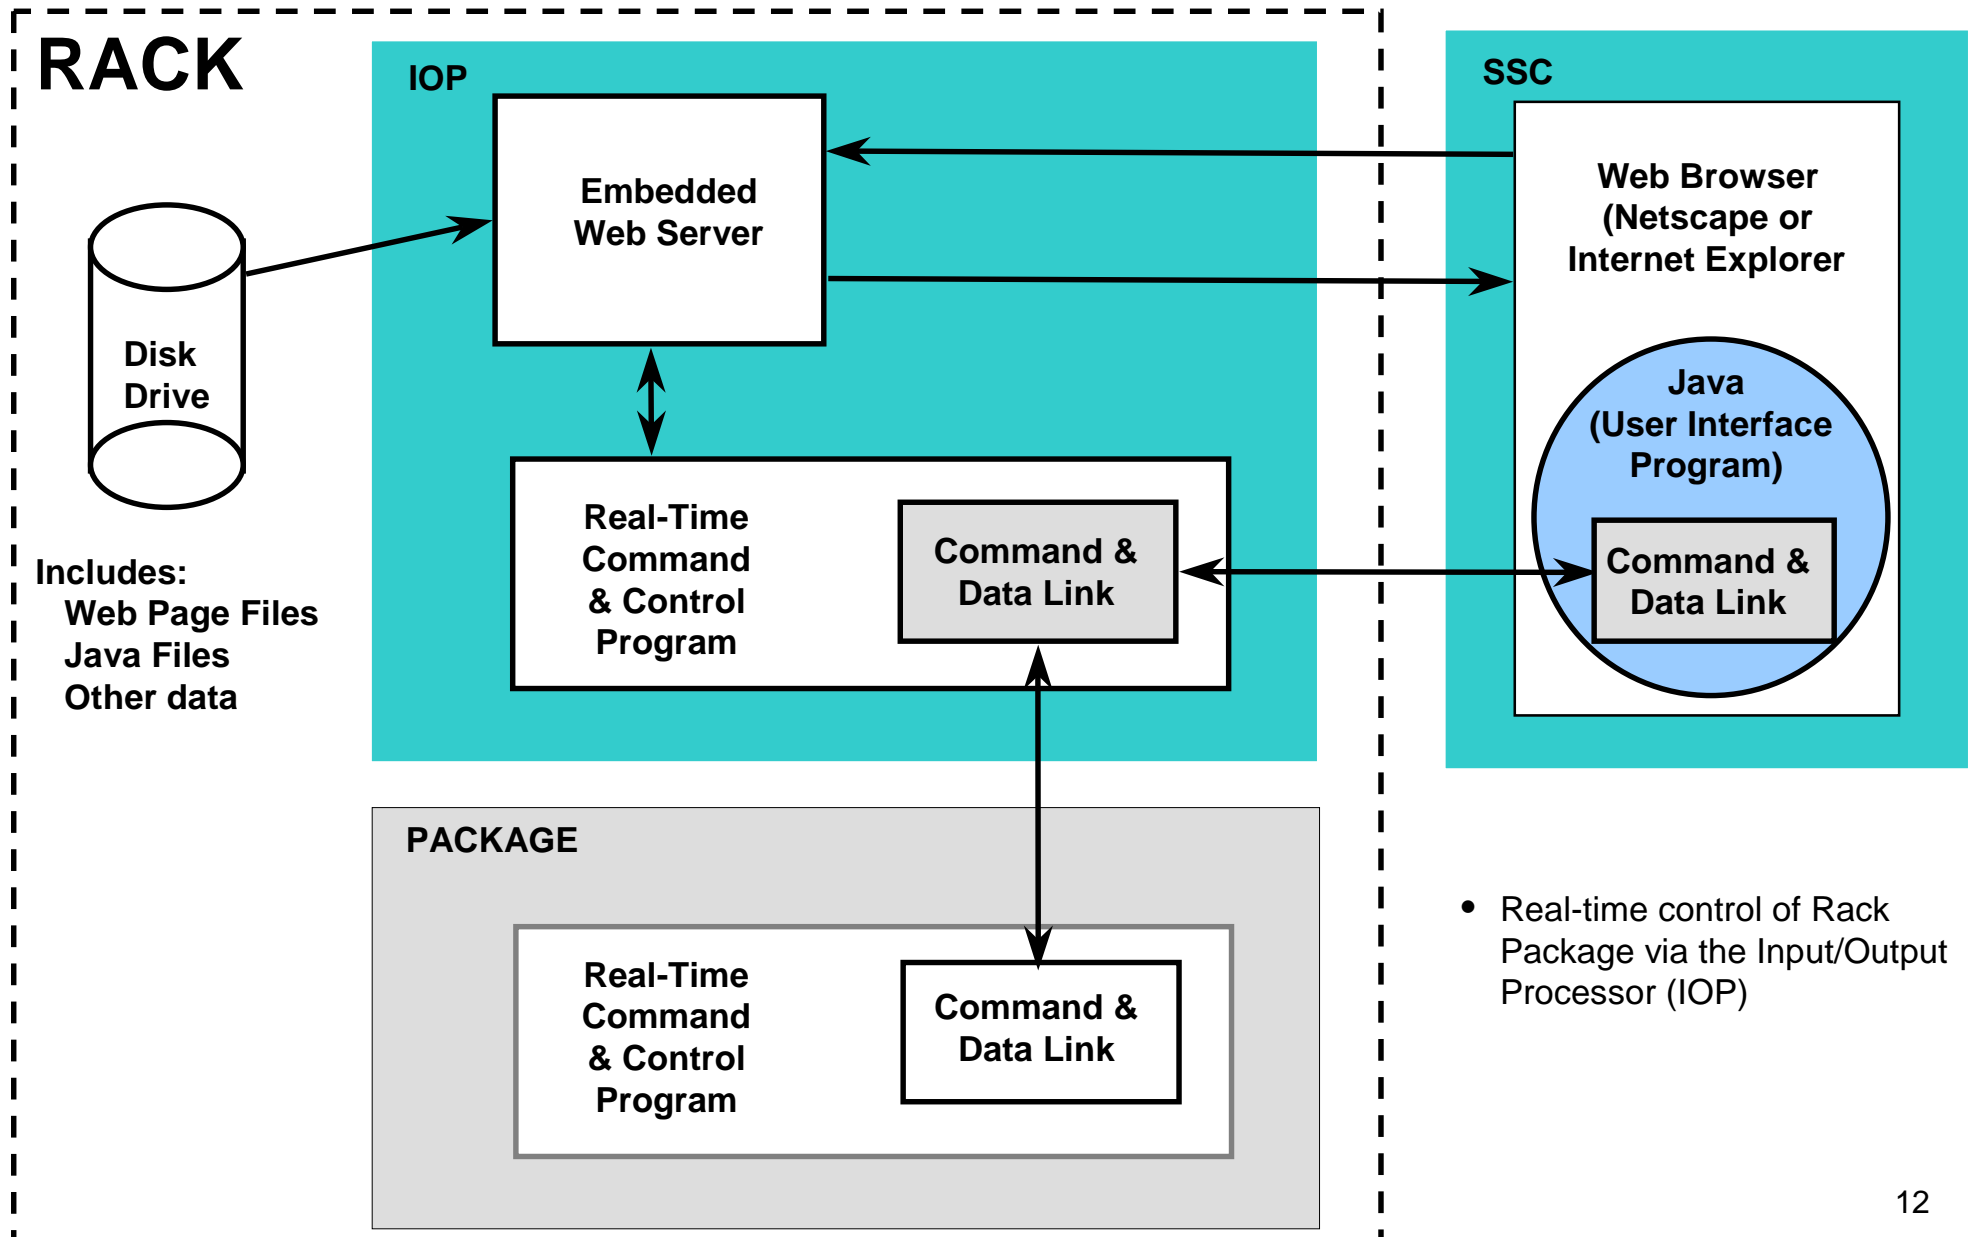 RACK
IOP
SSC
Embedded
Web Server
Web Browser
(Netscape or
Internet Explorer
Disk
Drive
Java
(User Interface
Program)
Includes:
Web Page Files
Java Files
Other data
Real-Time
Command
& Control
Program
Command &
Data Link
Command &
Data Link
PACKAGE
Real-Time
Command
& Control
Program
Command &
Data Link
• Real-time control of Rack
Package via the Input/Output
Processor (IOP)
12